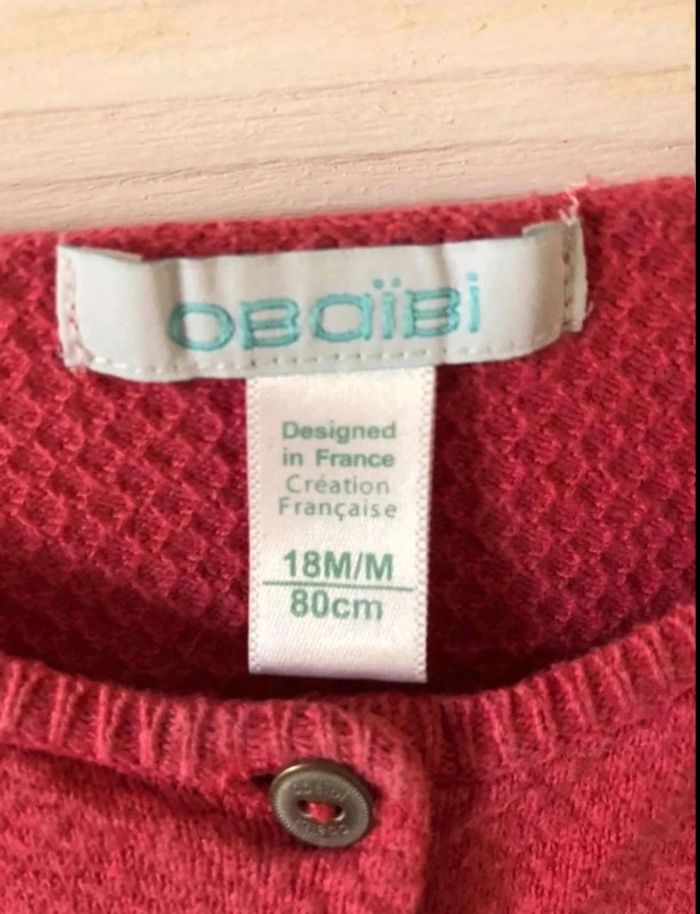 OBAÏBI
Designed
in France
Création
Française
18M/M
80cm